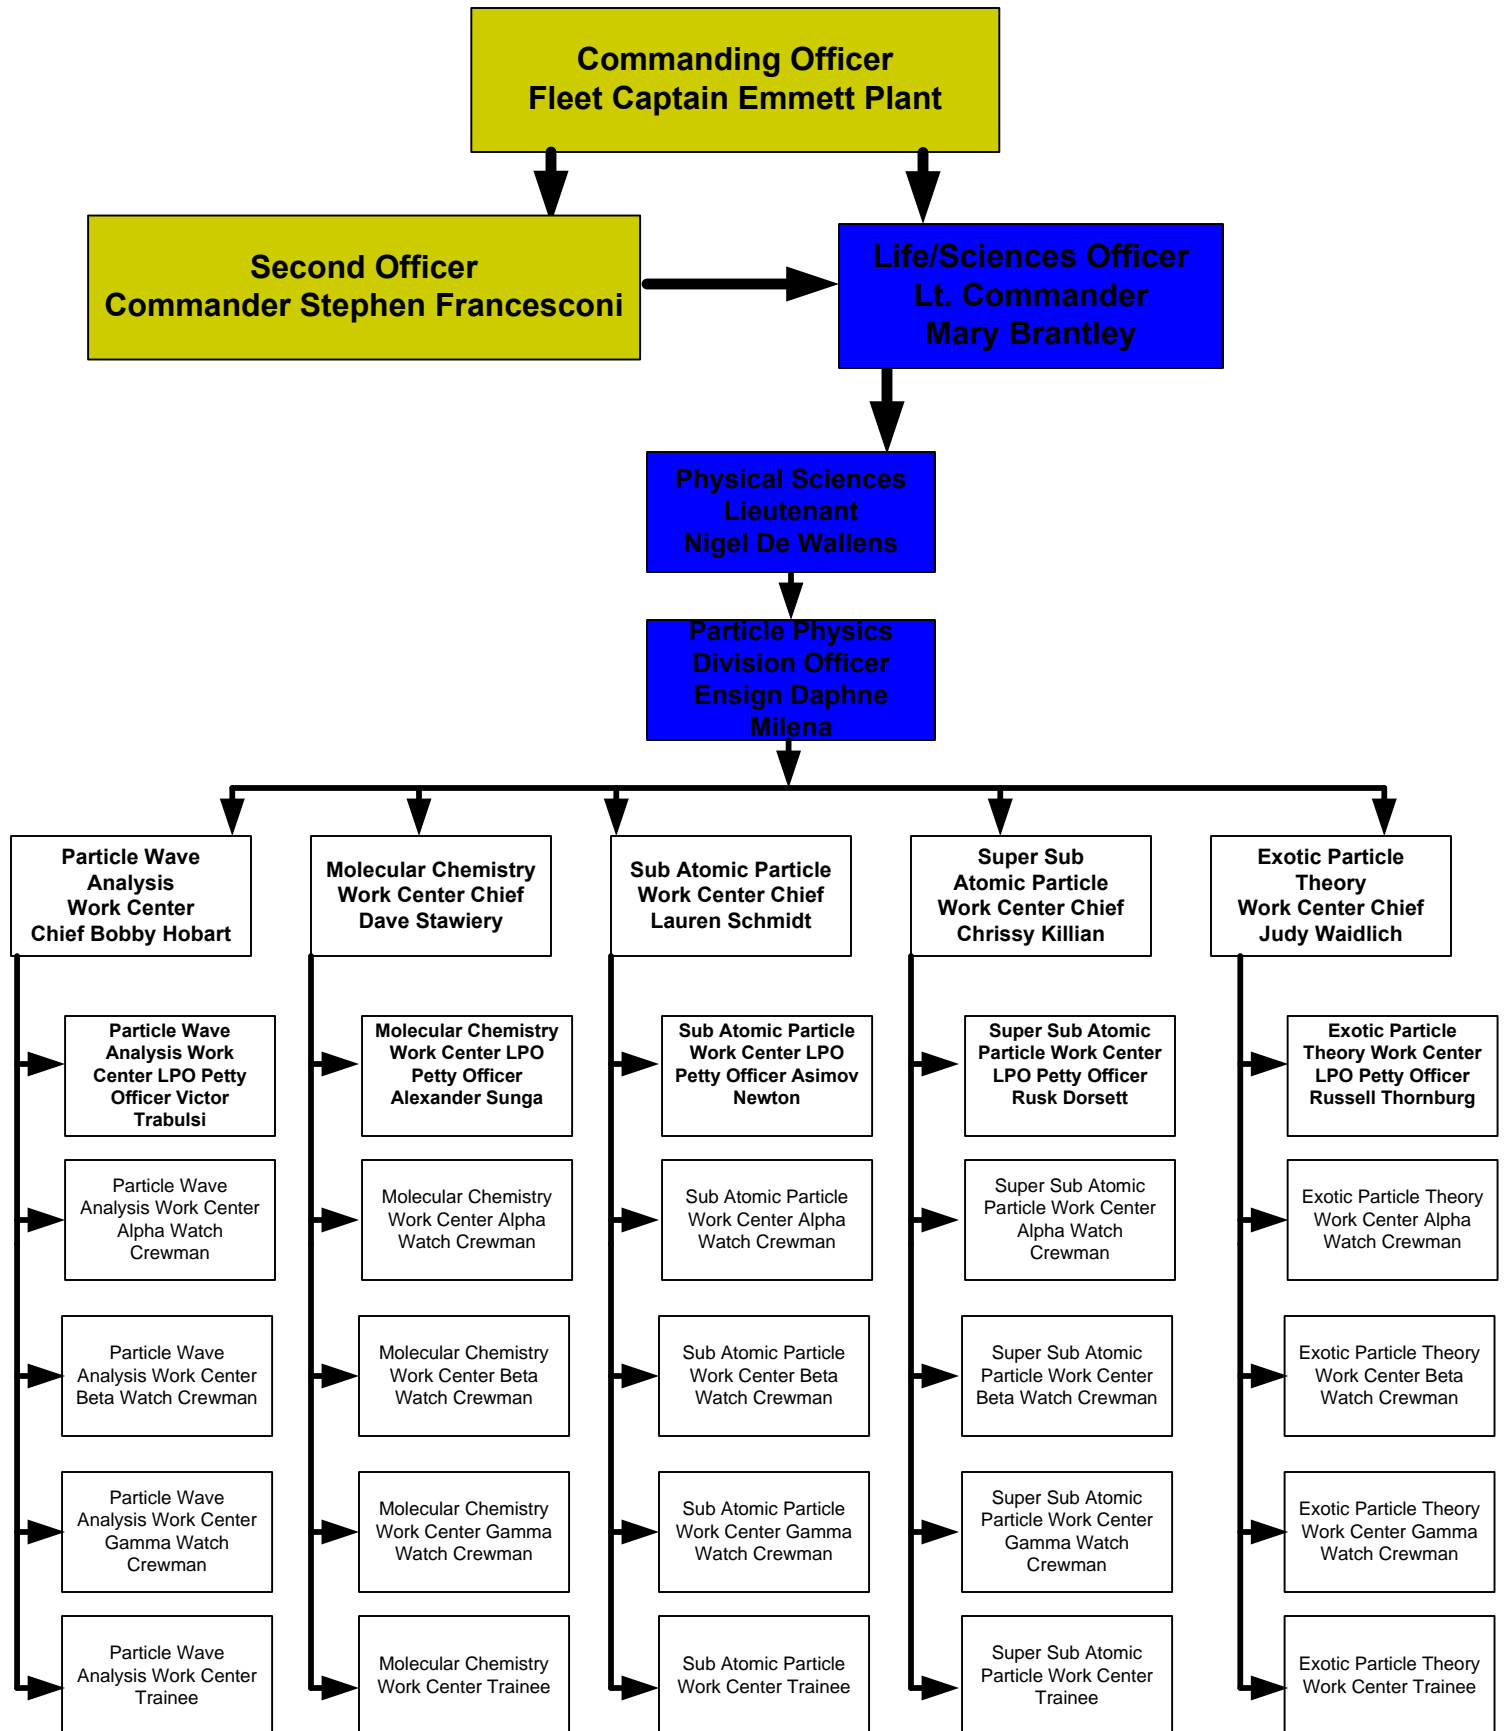 Commanding Officer
Fleet Captain Emmett Plant
Second Officer
Commander Stephen Francesconi
Life/Sciences Officer
Lt. Commander
Mary Brantley
Physical Sciences
Lieutenant
Nigel De Wallens
Particle Physics
Division Officer
Ensign Daphne
Milena
Particle Wave
Analysis
Work Center
Chief Bobby Hobart
Molecular Chemistry
Work Center Chief
Dave Stawiery
Sub Atomic Particle
Work Center Chief
Lauren Schmidt
Super Sub
Atomic Particle
Work Center Chief
Chrissy Killian
Exotic Particle
Theory
Work Center Chief
Judy Waidlich
Particle Wave
Analysis Work
Center LPO Petty
Officer Victor
Trabulsi
Molecular Chemistry
Work Center LPO
Petty Officer
Alexander Sunga
Sub Atomic Particle
Work Center LPO
Petty Officer Asimov
Newton
Super Sub Atomic
Particle Work Center
LPO Petty Officer
Rusk Dorsett
Exotic Particle
Theory Work Center
LPO Petty Officer
Russell Thornburg
Particle Wave
Analysis Work Center
Alpha Watch
Crewman
Molecular Chemistry
Work Center Alpha
Watch Crewman
Sub Atomic Particle
Work Center Alpha
Watch Crewman
Super Sub Atomic
Particle Work Center
Alpha Watch
Crewman
Exotic Particle Theory
Work Center Alpha
Watch Crewman
Particle Wave
Analysis Work Center
Beta Watch Crewman
Molecular Chemistry
Work Center Beta
Watch Crewman
Sub Atomic Particle
Work Center Beta
Watch Crewman
Super Sub Atomic
Particle Work Center
Beta Watch Crewman
Exotic Particle Theory
Work Center Beta
Watch Crewman
Particle Wave
Analysis Work Center
Gamma Watch
Crewman
Molecular Chemistry
Work Center Gamma
Watch Crewman
Sub Atomic Particle
Work Center Gamma
Watch Crewman
Super Sub Atomic
Particle Work Center
Gamma Watch
Crewman
Exotic Particle Theory
Work Center Gamma
Watch Crewman
Particle Wave
Analysis Work Center
Trainee
Molecular Chemistry
Work Center Trainee
Sub Atomic Particle
Work Center Trainee
Super Sub Atomic
Particle Work Center
Trainee
Exotic Particle Theory
Work Center Trainee